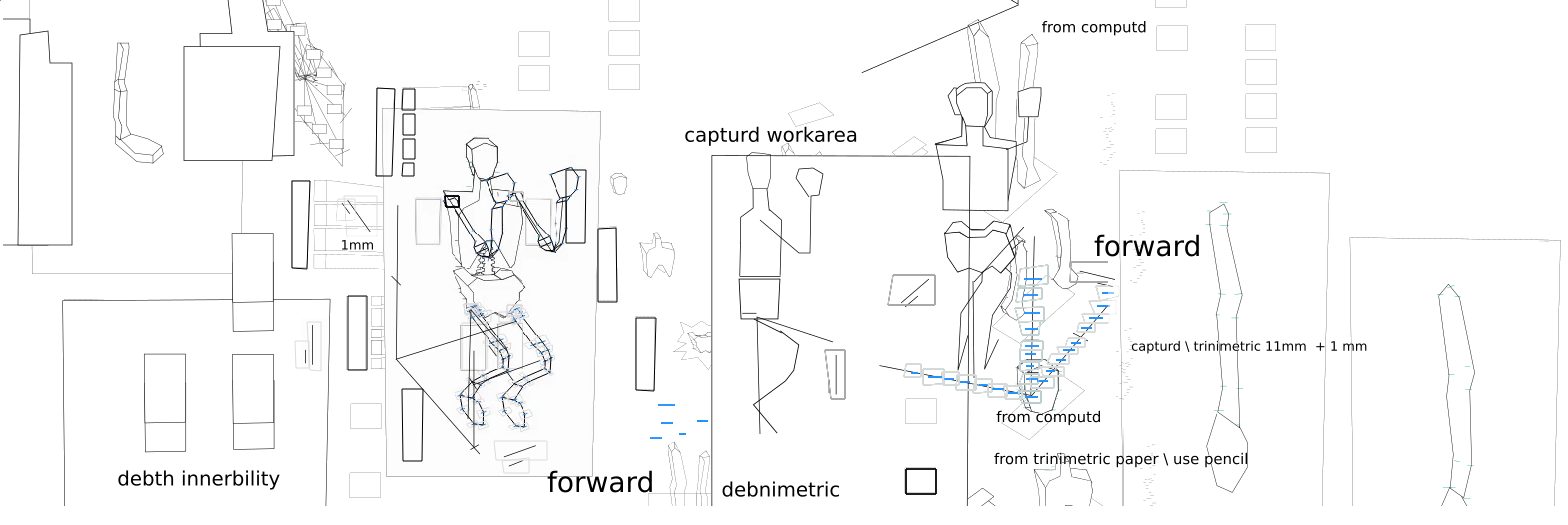 from computd
capturd workarea
1mm
forward
capturd \ trinimetric 11mm + 1 mm
from computd
from trinimetric paper \ use pencil
debth innerbility
forward
debnimetric